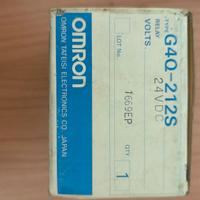 OMRON
OMRON TATEISI ELECTRONICS CO. JAPAN
TYPE G4Q-212S
RELAY
VOLTS. 24VDC
LOT No. 1669EP
QTY 1